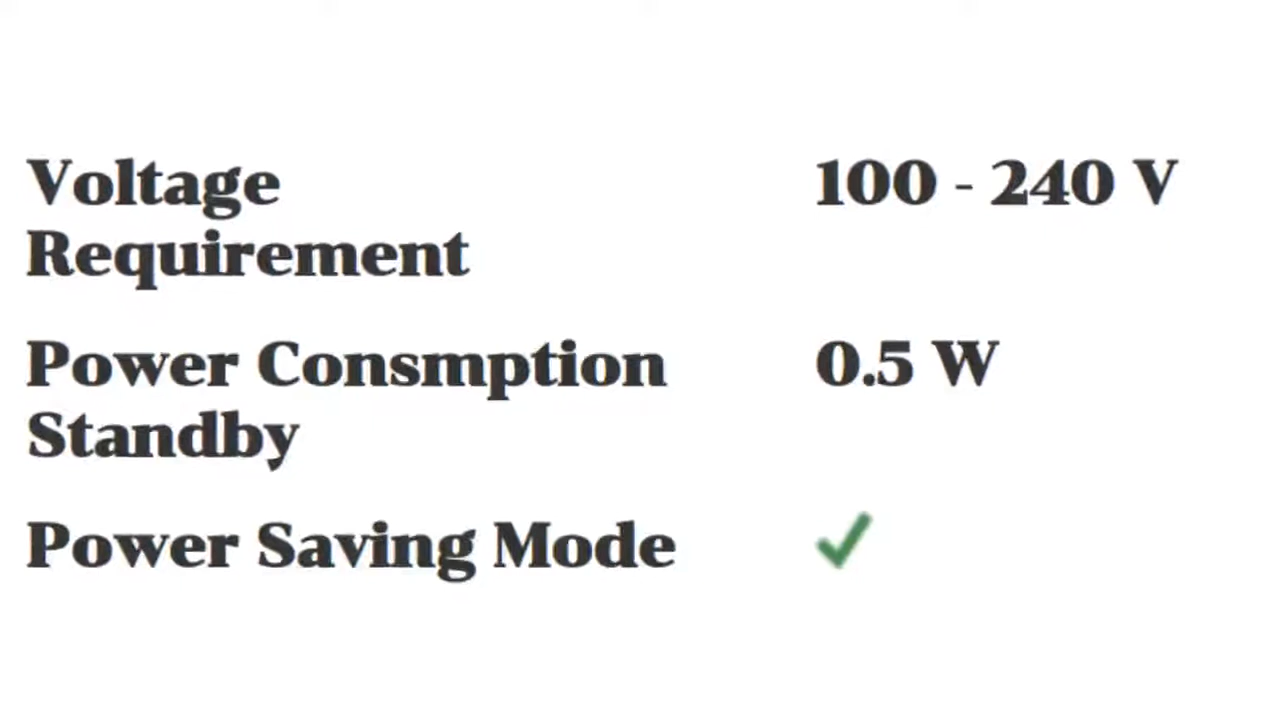 Voltage 100 - 240 V
Requirement
Power Consmption 0.5 W
Standby
Power Saving Mode ✓